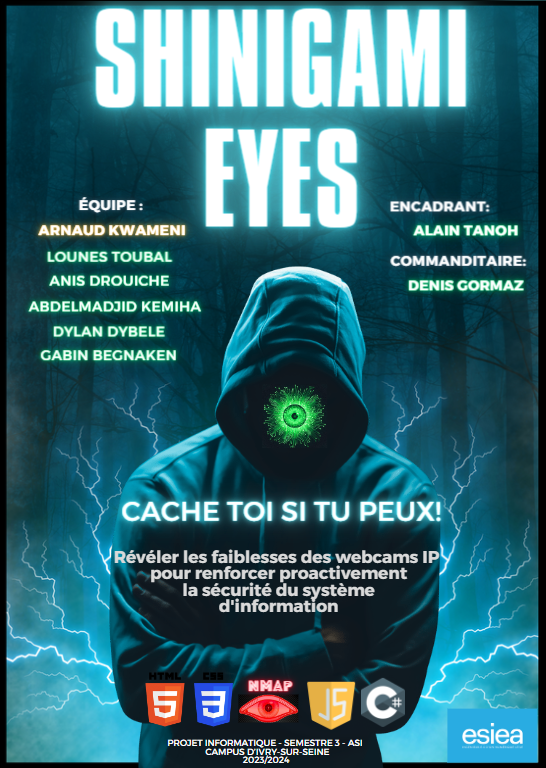 SHINIGAMI
EYES
ÉQUIPE :
ARNAUD KWAMENI
LOUNES TOUBAL
ANIS DROUICHE
ABDELMADJID KEMIHA
DYLAN DYBELE
GABIN BEGNAKEN
ENCADRANT:
ALAIN TANOH
COMMANDITAIRE:
DENIS GORMAZ
CACHE TOI SI TU PEUX!
Révéler les faiblesses des webcams IP
pour renforcer proactivement
la sécurité du système
d'information
HTML
5
CSS
3
NMAP
JS
C#
esiea
PROJET INFORMATIQUE - SEMESTRE 3 - ASI
CAMPUS D'IVRY-SUR-SEINE
2023/2024